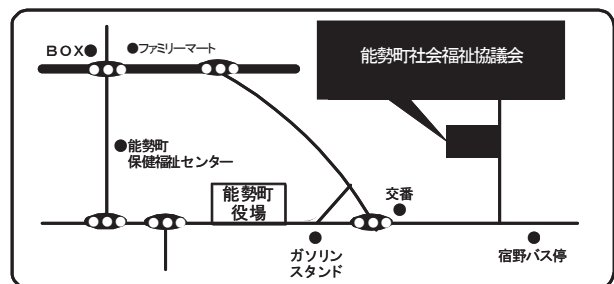 BOX
ファミリーマート
能勢町社会福祉協議会
能勢町
保健福祉センター
能勢町
役場
交番
ガソリン
スタンド
宿野バス停